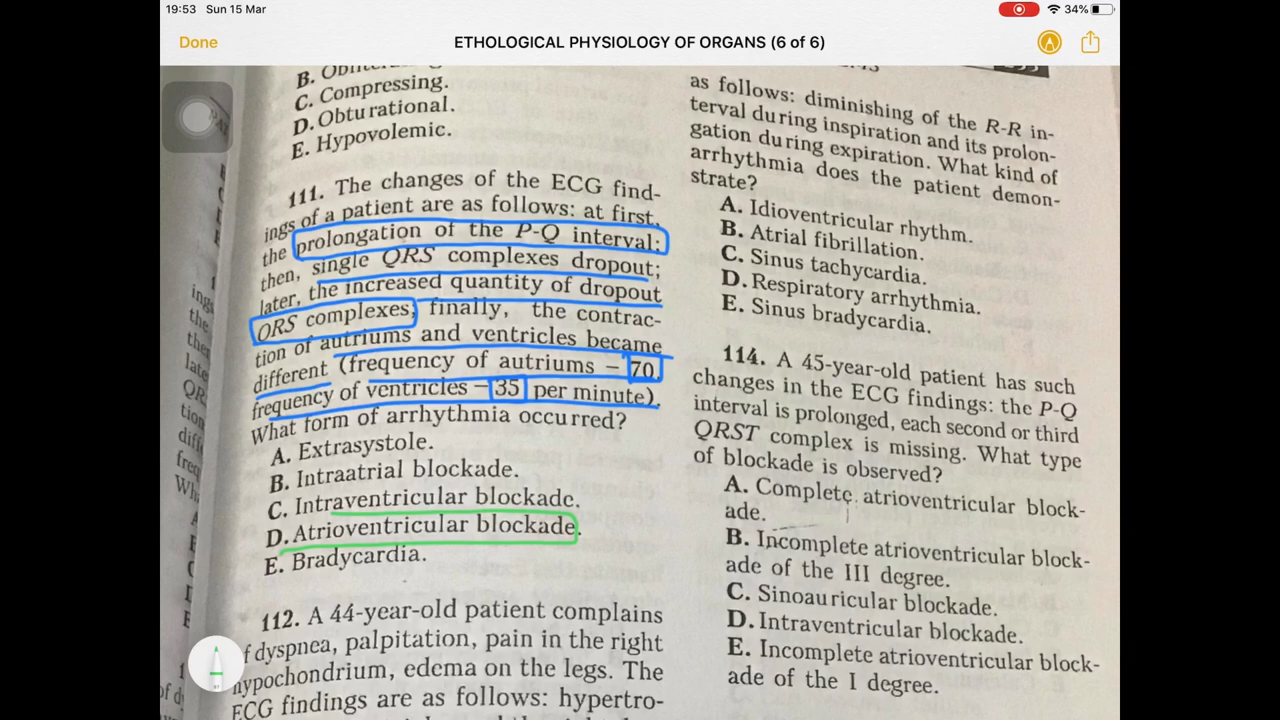 19:53 Sun 15 Mar
34%
Done
ETHOLOGICAL PHYSIOLOGY OF ORGANS (6 of 6)
B.
C. Compressing.
D. Obturational.
E. Hypovolemic.
111. The changes of the ECG find-
ings of a patient are as follows: at first,
the prolongation of the P-Q interval;
then, single QRS complexes dropout;
later, the increased quantity of dropout
QRS complexes; finally, the contrac-
tion of autriums and ventricles became
different (frequency of autriums – 70,
frequency of ventricles – 35 per minute).
What form of arrhythmia occurred?
A. Extrasystole.
B. Intraatrial blockade.
C. Intraventricular blockade
D. Atrioventricular blockade.
E. Bradycardia.
112. A 44-year-old patient complains
f dyspnea, palpitation, pain in the right
hypochondrium, edema on the legs. The
ECG findings are as follows: hypertro-
as follows: diminishing of the R-R in-
terval during inspiration and its prolon-
gation during expiration. What kind of
arrhythmia does the patient demon-
strate?
A. Idioventricular rhythm.
B. Atrial fibrillation.
C. Sinus tachycardia.
D. Respiratory arrhythmia.
E. Sinus bradycardia.
114. A 45-year-old patient has such
changes in the ECG findings: the P-Q
interval is prolonged, each second or third
QRST complex is missing. What type
of blockade is observed?
A. Complete atrioventricular block-
ade.
B. Incomplete atrioventricular block-
ade of the III degree.
C. Sinoauricular blockade.
D. Intraventricular blockade.
E. Incomplete atrioventricular block-
ade of the I degree.